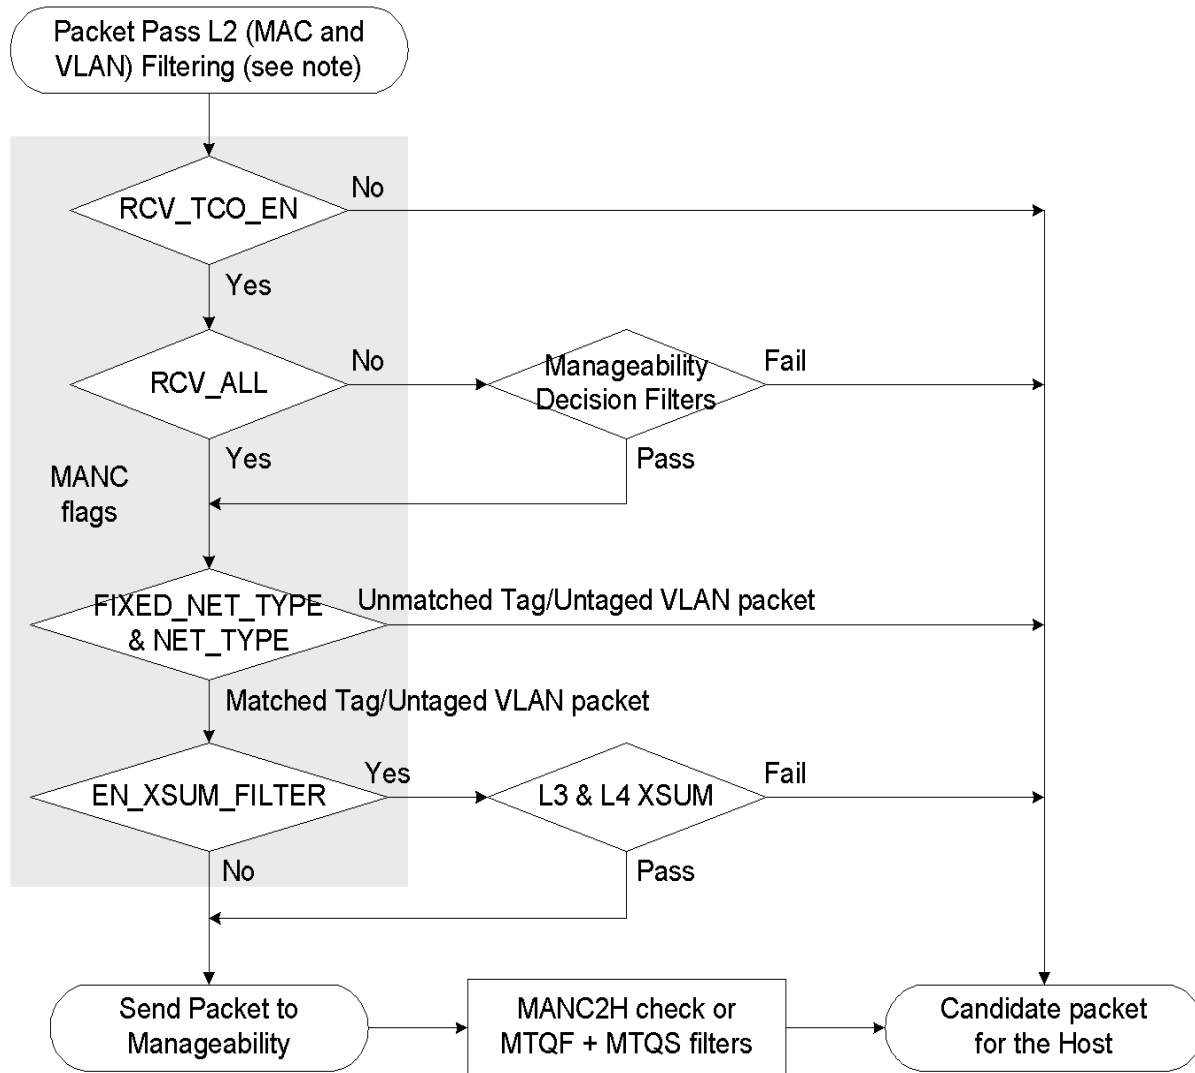 Packet Pass L2 (MAC and
VLAN) Filtering (see note)
RCV_TCO_EN
No
Yes
RCV_ALL
No
Manageability
Decision Filters
Fail
Yes
Pass
MANC
flags
FIXED_NET_TYPE
& NET_TYPE
Unmatched Tag/Untaged VLAN packet
Matched Tag/Untaged VLAN packet
EN_XSUM_FILTER
Yes
L3 & L4 XSUM
Fail
No
Pass
Send Packet to
Manageability
MANC2H check or
MTQF + MTQS filters
Candidate packet
for the Host